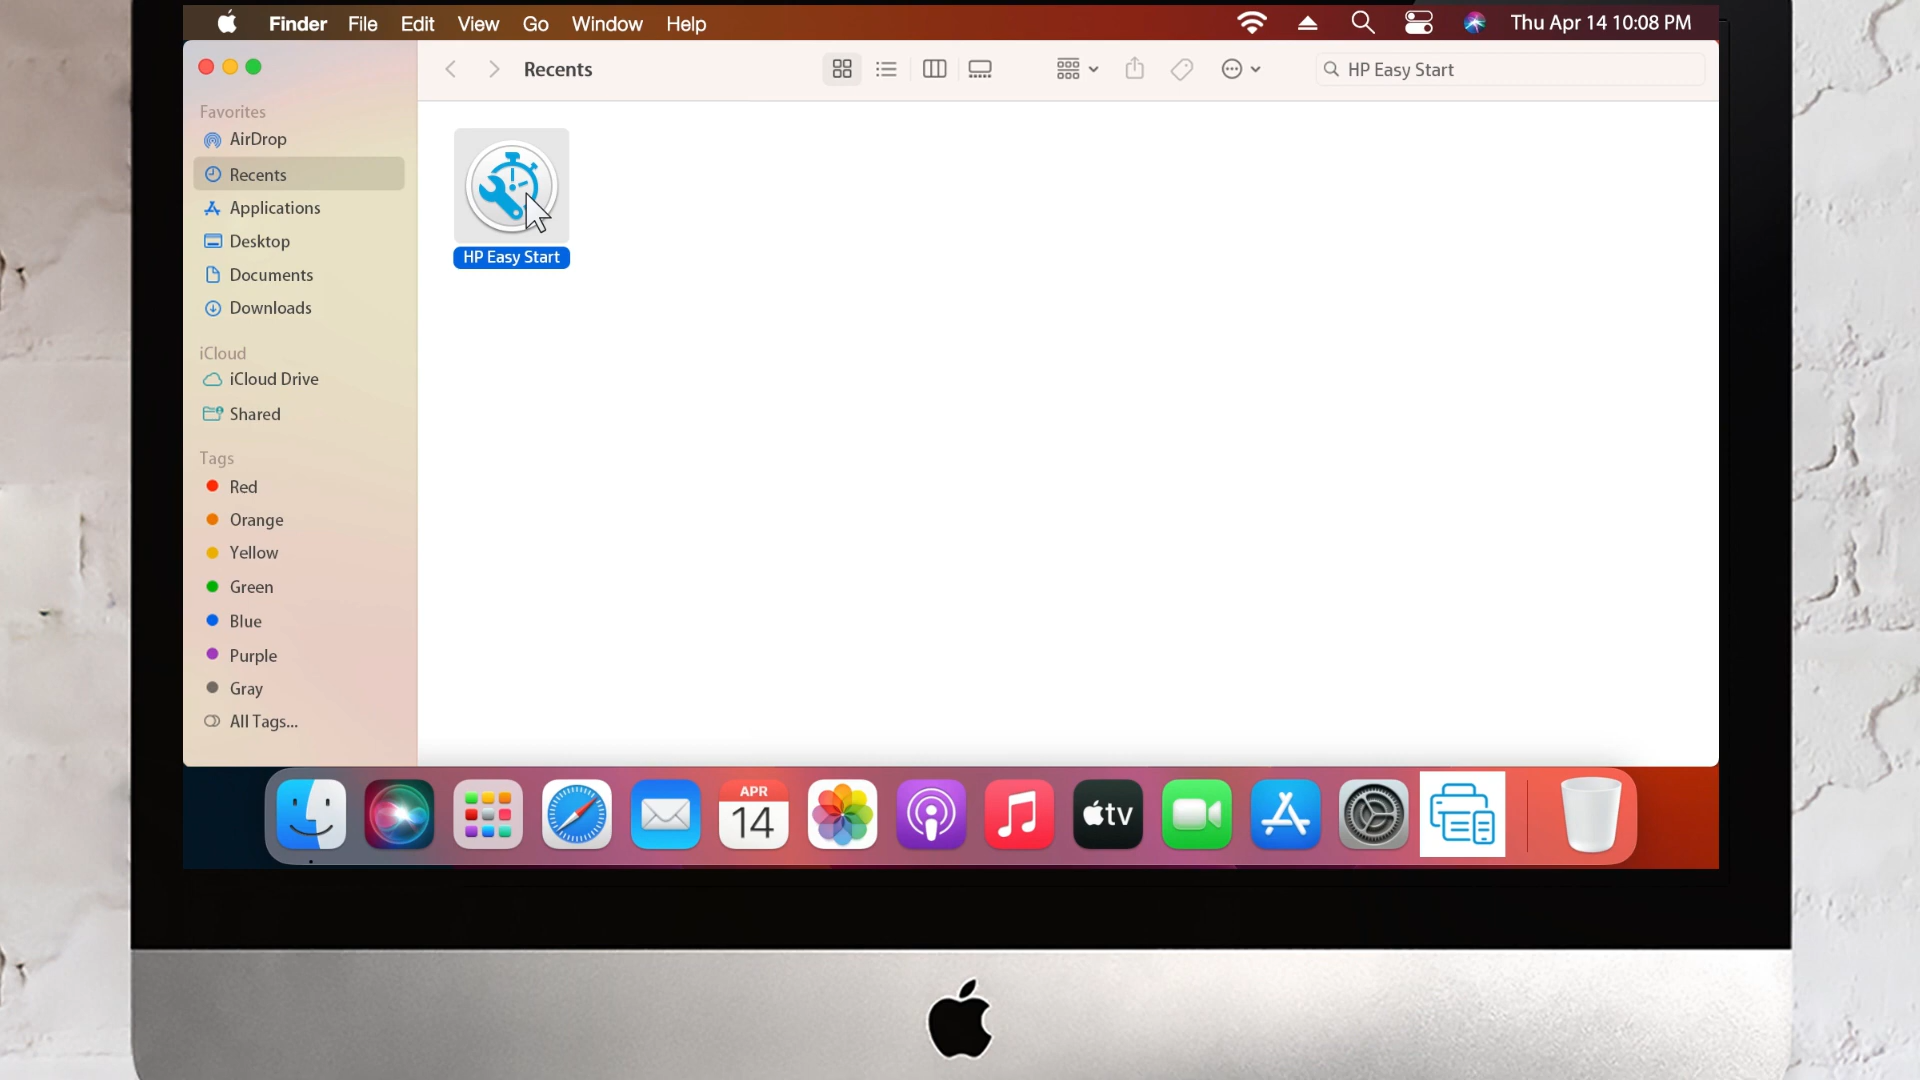 Finder File Edit View Go Window Help Thu Apr 14 10:08 PM
Recents HP Easy Start
Favorites
AirDrop
Recents
Applications
Desktop
Documents
Downloads
iCloud
iCloud Drive
Shared
Tags
Red
Orange
Yellow
Green
Blue
Purple
Gray
All Tags...
HP Easy Start
APR
14
tv